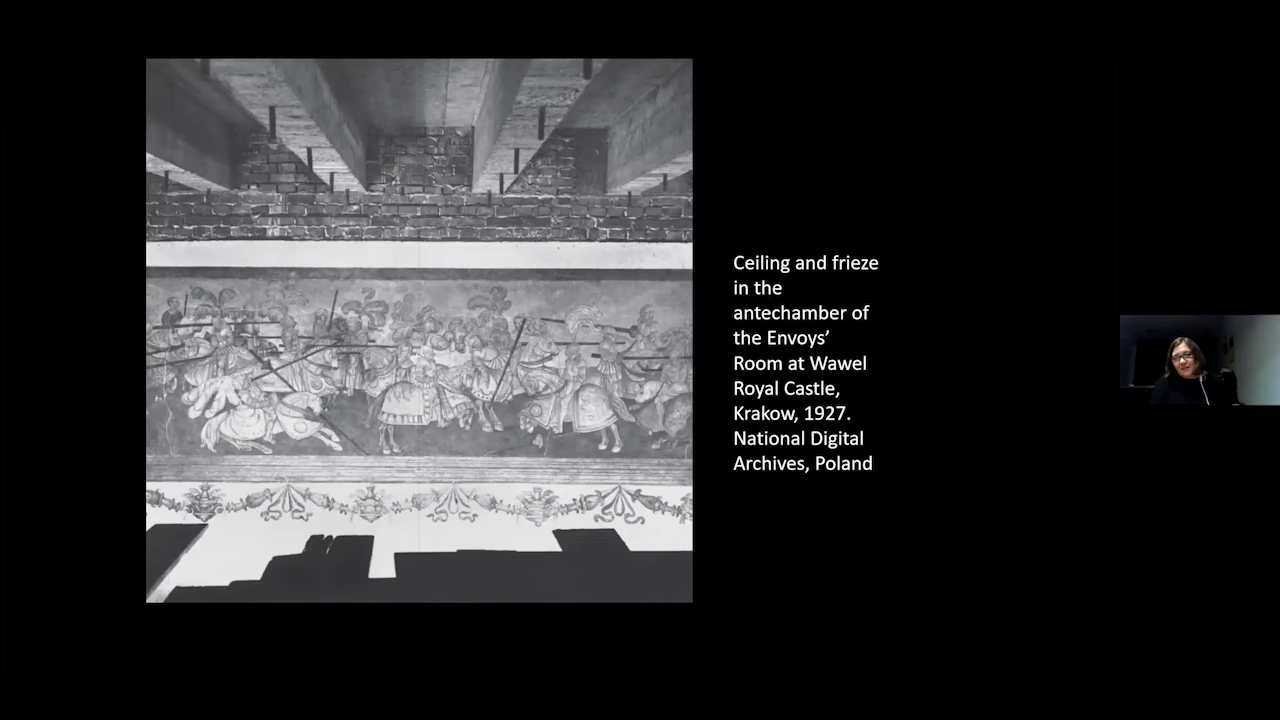 Ceiling and frieze
in the
antechamber of
the Envoys’
Room at Wawel
Royal Castle,
Krakow, 1927.
National Digital
Archives, Poland